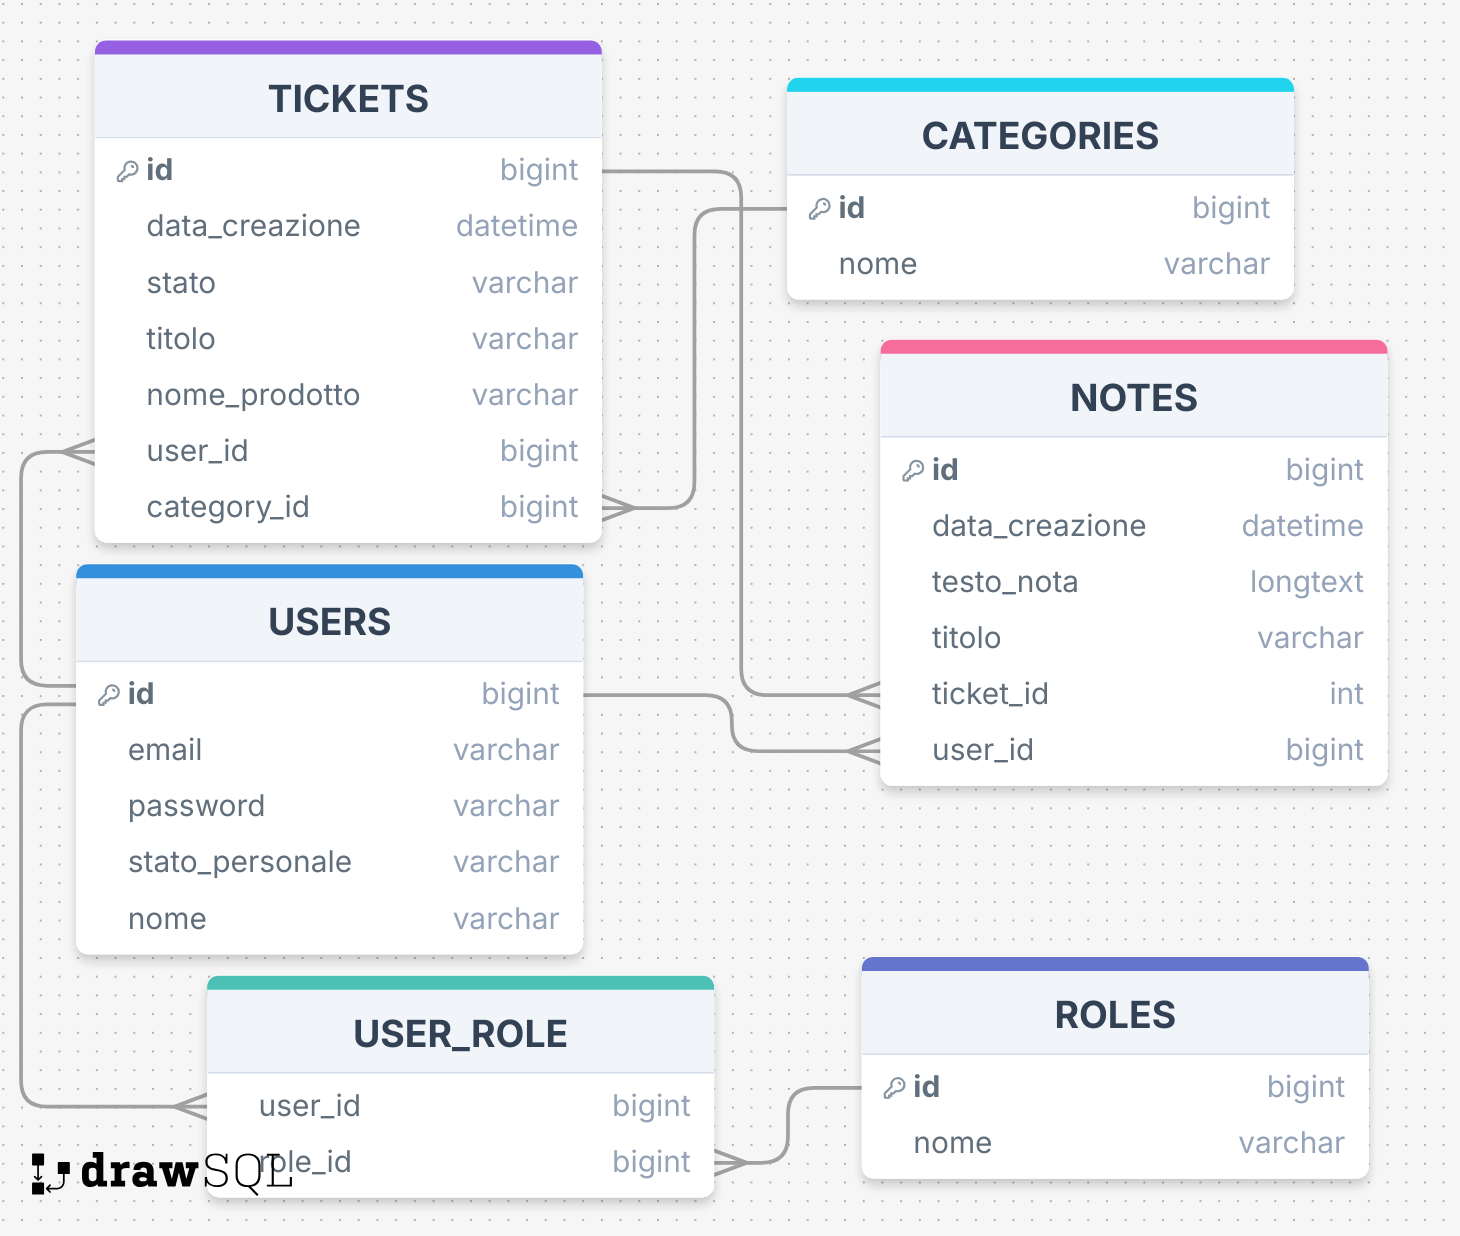 TICKETS
id bigint
data_creazione datetime
stato varchar
titolo varchar
nome_prodotto varchar
user_id bigint
category_id bigint
CATEGORIES
id bigint
nome varchar
NOTES
id bigint
data_creazione datetime
testo_nota longtext
titolo varchar
ticket_id int
user_id bigint
USERS
id bigint
email varchar
password varchar
stato_personale varchar
nome varchar
USER_ROLE
user_id bigint
role_id bigint
ROLES
id bigint
nome varchar
drawSQL